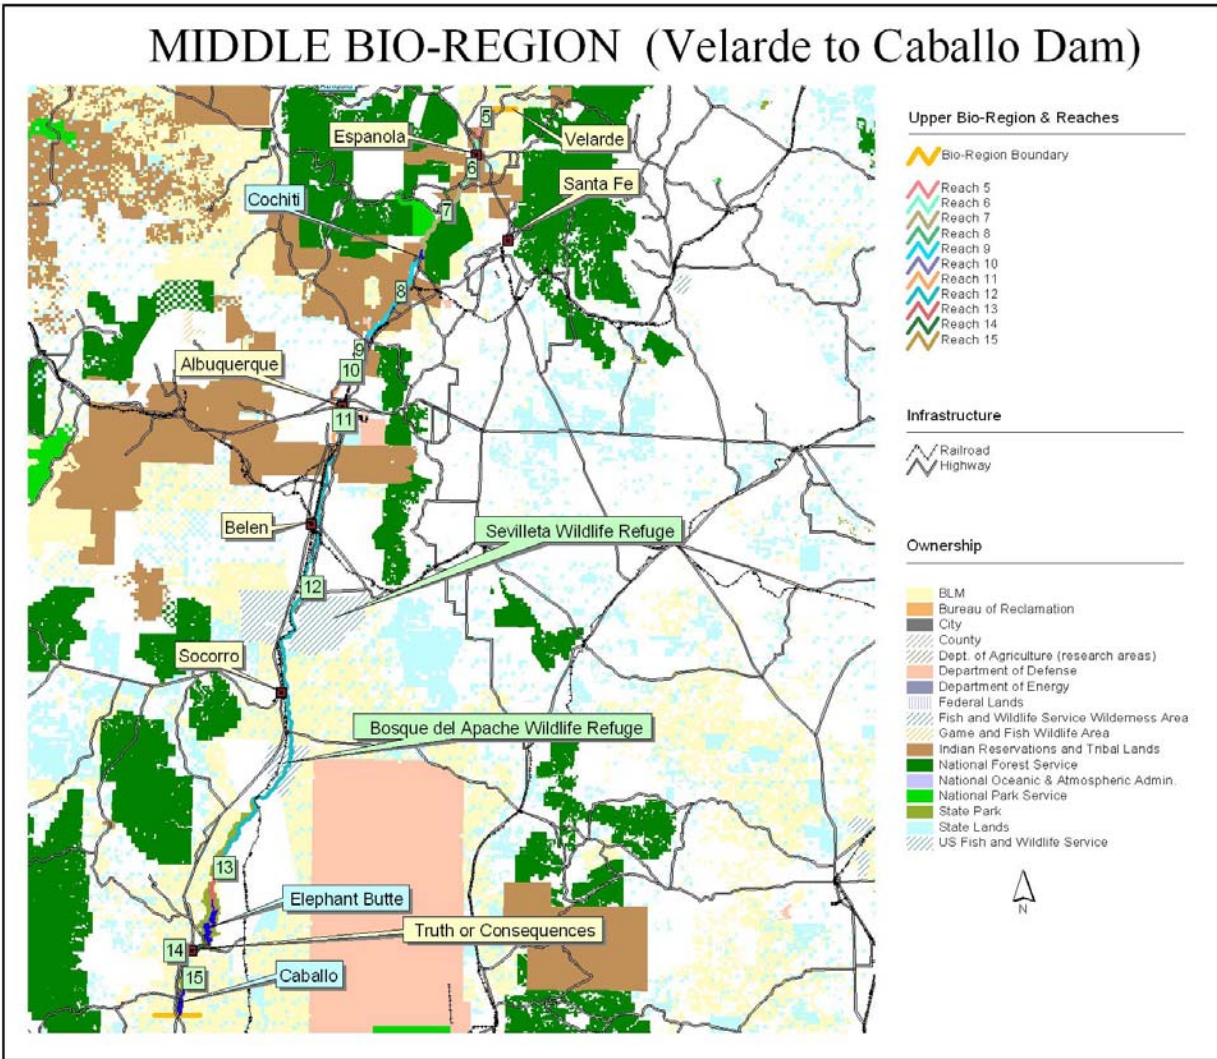 MIDDLE BIO-REGION (Velarde to Caballo Dam)
5
Espanola
Velarde
6
Santa Fe
Cochiti
7
8
9
Albuquerque
10
11
Belen
Sevilleta Wildlife Refuge
12
Socorro
Bosque del Apache Wildlife Refuge
13
Elephant Butte
Truth or Consequences
14
15
Caballo
Upper Bio-Region & Reaches
Bio-Region Boundary
Reach 5
Reach 6
Reach 7
Reach 8
Reach 9
Reach 10
Reach 11
Reach 12
Reach 13
Reach 14
Reach 15
Infrastructure
Railroad
Highway
Ownership
BLM
Bureau of Reclamation
City
County
Dept. of Agriculture (research areas)
Department of Defense
Department of Energy
Federal Lands
Fish and Wildlife Service Wilderness Area
Game and Fish Wildlife Area
Indian Reservations and Tribal Lands
National Forest Service
National Oceanic & Atmospheric Admin.
National Park Service
State Park
State Lands
US Fish and Wildlife Service
N